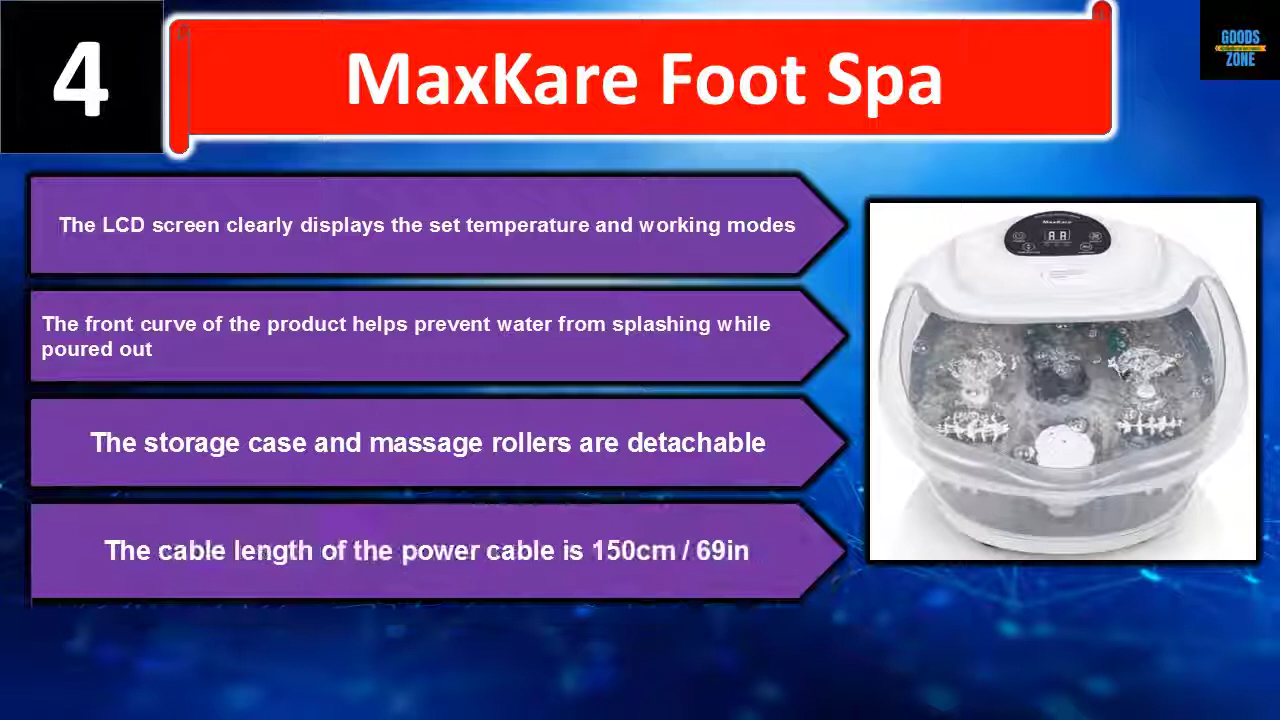 4
MaxKare Foot Spa
GOODS
ZONE
The LCD screen clearly displays the set temperature and working modes
The front curve of the product helps prevent water from splashing while
poured out
The storage case and massage rollers are detachable
The cable length of the power cable is 150cm / 69in
MaxKare